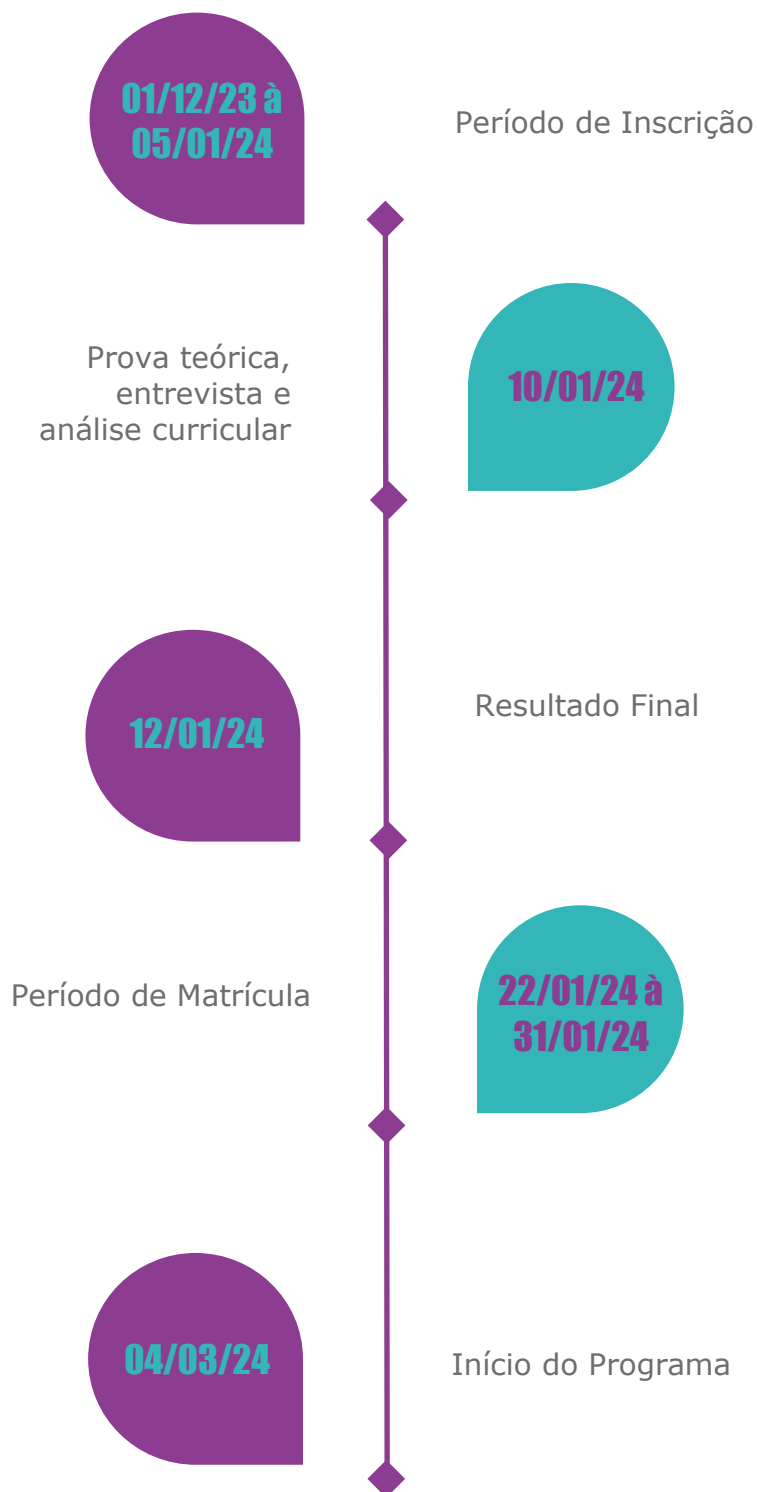 01/12/23 à
05/01/24
Período de Inscrição
Prova teórica,
entrevista e
análise curricular
10/01/24
12/01/24
Resultado Final
Período de Matrícula
22/01/24 à
31/01/24
04/03/24
Início do Programa